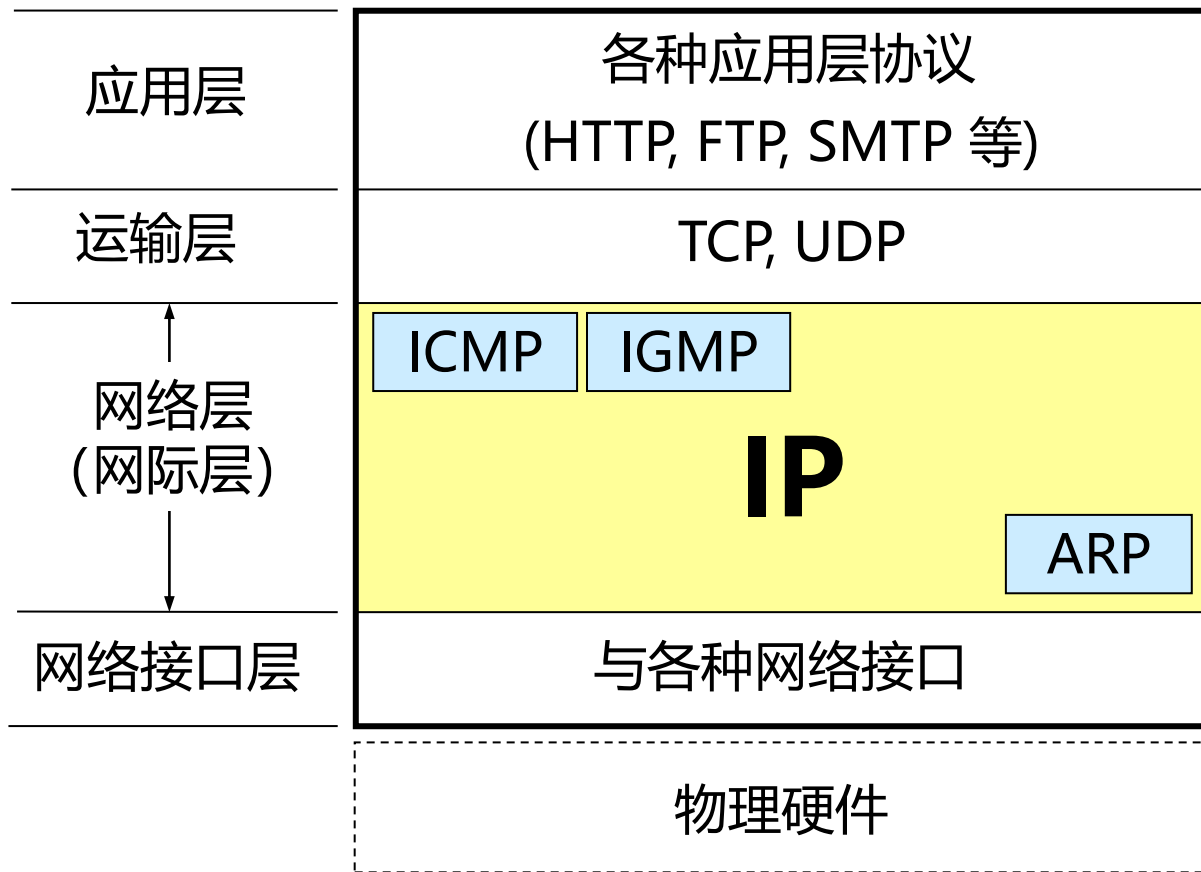 应用层
各种应用层协议
(HTTP, FTP, SMTP 等)
运输层
TCP, UDP
ICMP
IGMP
网络层
(网际层)
IP
ARP
网络接口层
与各种网络接口
物理硬件